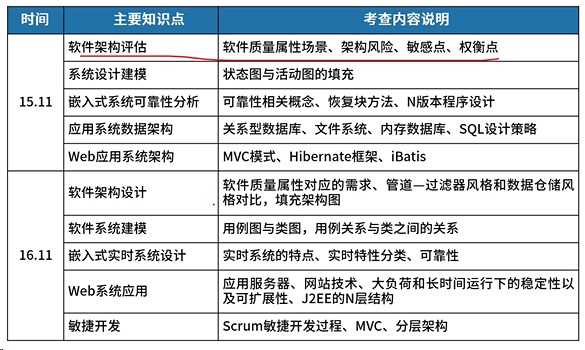 时间 主要知识点 考查内容说明
15.11
软件架构评估 软件质量属性场景、架构风险、敏感点、权衡点
系统设计建模 状态图与活动图的填充
嵌入式系统可靠性分析 可靠性相关概念、恢复块方法、N版本程序设计
应用系统数据架构 关系型数据库、文件系统、内存数据库、SQL设计策略
Web应用系统架构 MVC模式、Hibernate框架、iBatis
16.11
软件架构设计 软件质量属性对应的需求、管道—过滤器风格和数据仓储风
格对比，填充架构图
软件系统建模 用例图与类图，用例关系与类之间的关系
嵌入式实时系统设计 实时系统的特点、实时特性分类、可靠性
Web系统应用 应用服务器、网站技术、大负荷和长时间运行下的稳定性以
及可扩展性、J2EE的N层结构
敏捷开发 Scrum敏捷开发过程、MVC、分层架构